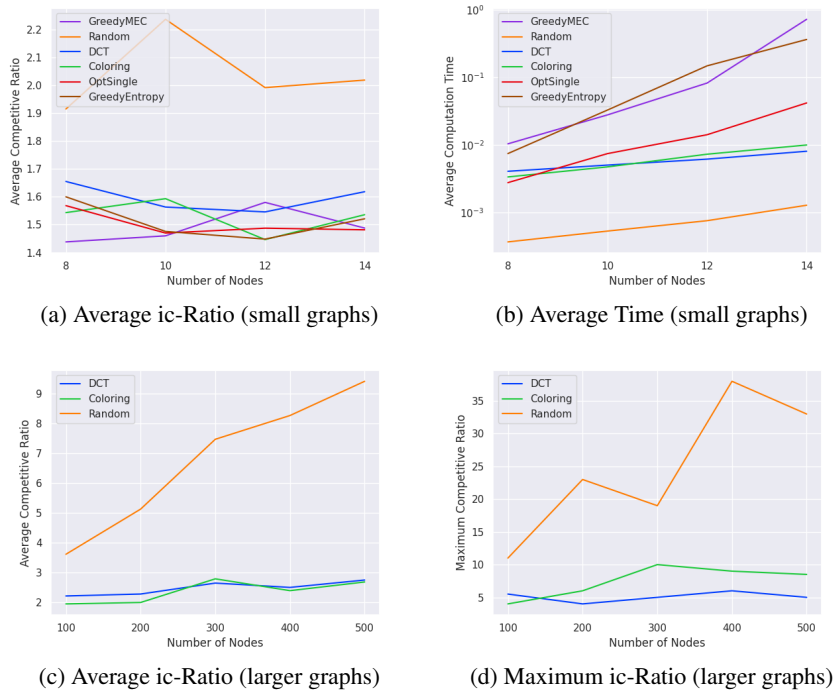 GreedyMEC
Random
DCT
Coloring
OptSingle
GreedyEntropy
2.2
2.1
2.0
1.9
1.8
1.7
1.6
1.5
1.4
Average Competitive Ratio
8
10
12
14
Number of Nodes
(a) Average ic-Ratio (small graphs)
GreedyMEC
Random
DCT
Coloring
OptSingle
GreedyEntropy
10⁰
10⁻¹
10⁻²
10⁻³
Average Computation Time
8
10
12
14
Number of Nodes
(b) Average Time (small graphs)
DCT
Coloring
Random
9
8
7
6
5
4
3
2
Average Competitive Ratio
100
200
300
400
500
Number of Nodes
(c) Average ic-Ratio (larger graphs)
DCT
Coloring
Random
35
30
25
20
15
10
5
Maximum Competitive Ratio
100
200
300
400
500
Number of Nodes
(d) Maximum ic-Ratio (larger graphs)